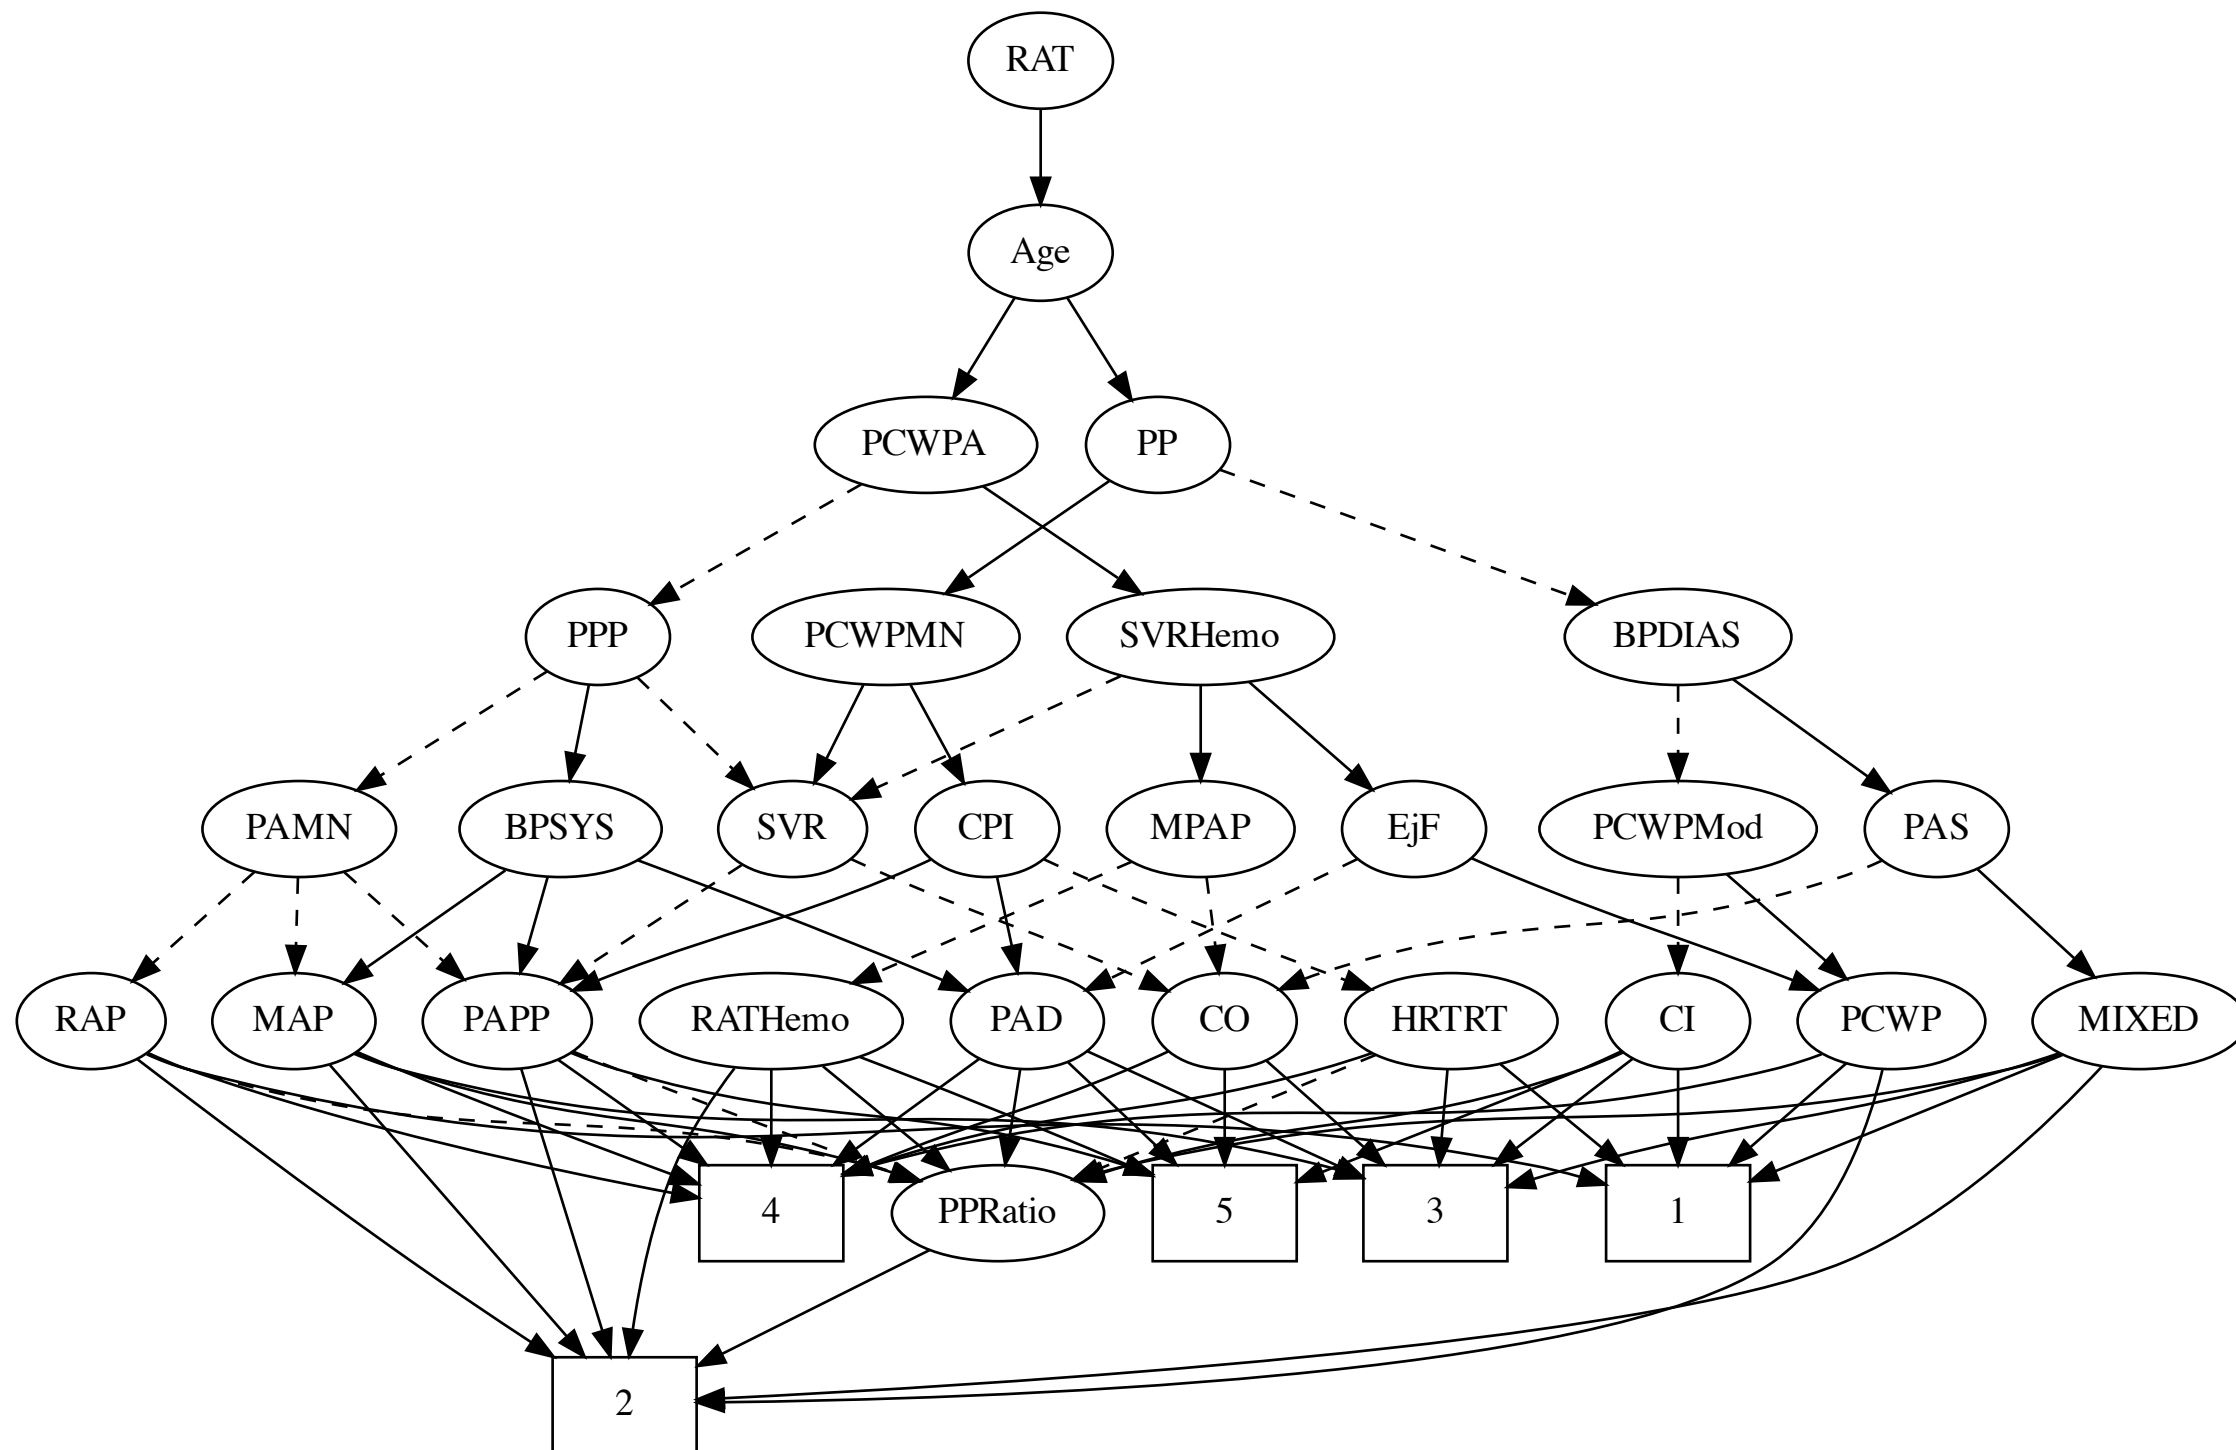 RAT
Age
PCWPA
PP
PPP
PCWPMN
SVRHemo
BPDIAS
PAMN
BPSYS
SVR
CPI
MPAP
EjF
PCWPMod
PAS
RAP
MAP
PAPP
RATHemo
PAD
CO
HRTRT
CI
PCWP
MIXED
4
PPRatio
5
3
1
2